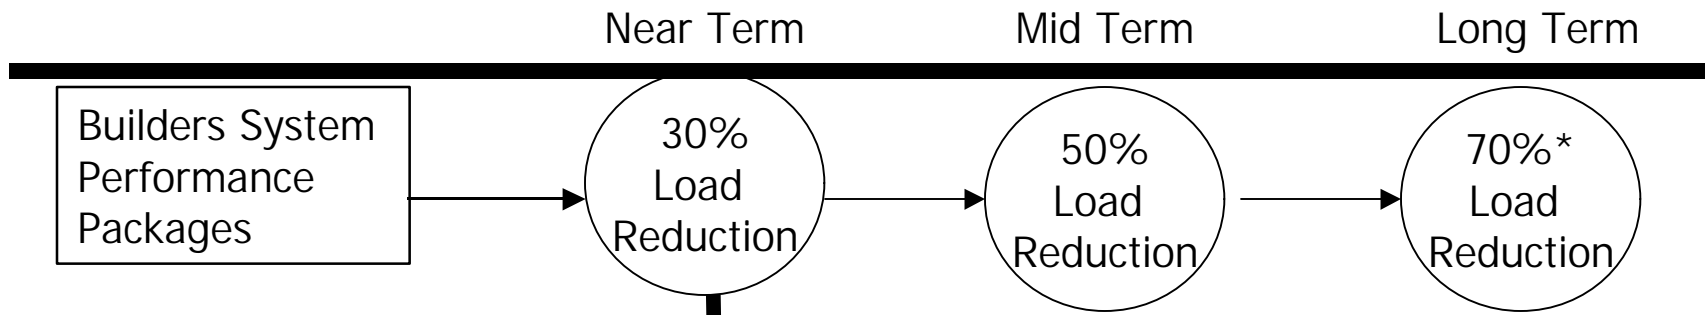 Near Term
Mid Term
Long Term
Builders System
Performance
Packages
30%
Load
Reduction
50%
Load
Reduction
70%*
Load
Reduction